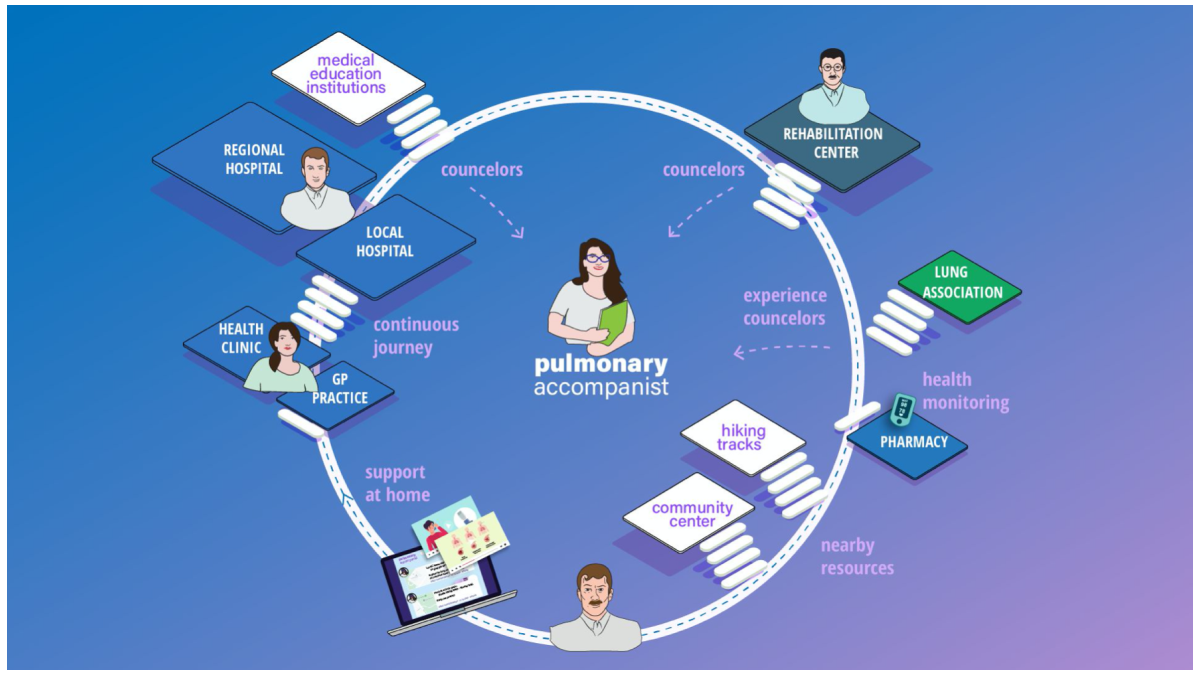 medical
education
institutions
REGIONAL
HOSPITAL
REHABILITATION
CENTER
councelors
councelors
LOCAL
HOSPITAL
LUNG
ASSOCIATION
experience
councelors
HEALTH
CLINIC
continuous
journey
pulmonary
accompanist
GP
PRACTICE
health
monitoring
hiking
tracks
PHARMACY
support
at home
community
center
nearby
resources